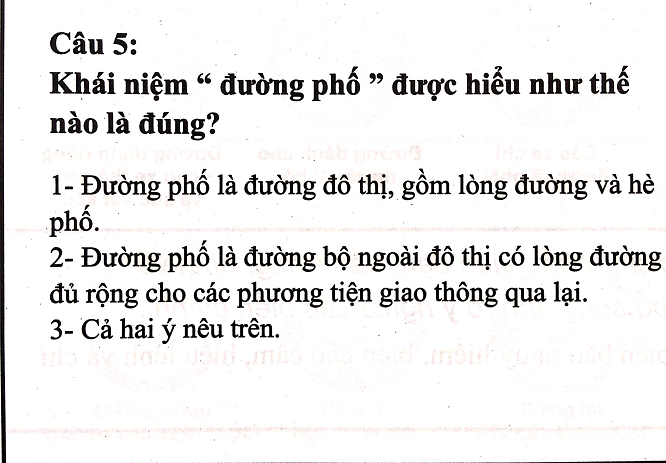 Câu 5:
Khái niệm “ đường phố ” được hiểu như thế
nào là đúng?
1- Đường phố là đường đô thị, gồm lòng đường và hè
phố.
2- Đường phố là đường bộ ngoài đô thị có lòng đường
đủ rộng cho các phương tiện giao thông qua lại.
3- Cả hai ý nêu trên.